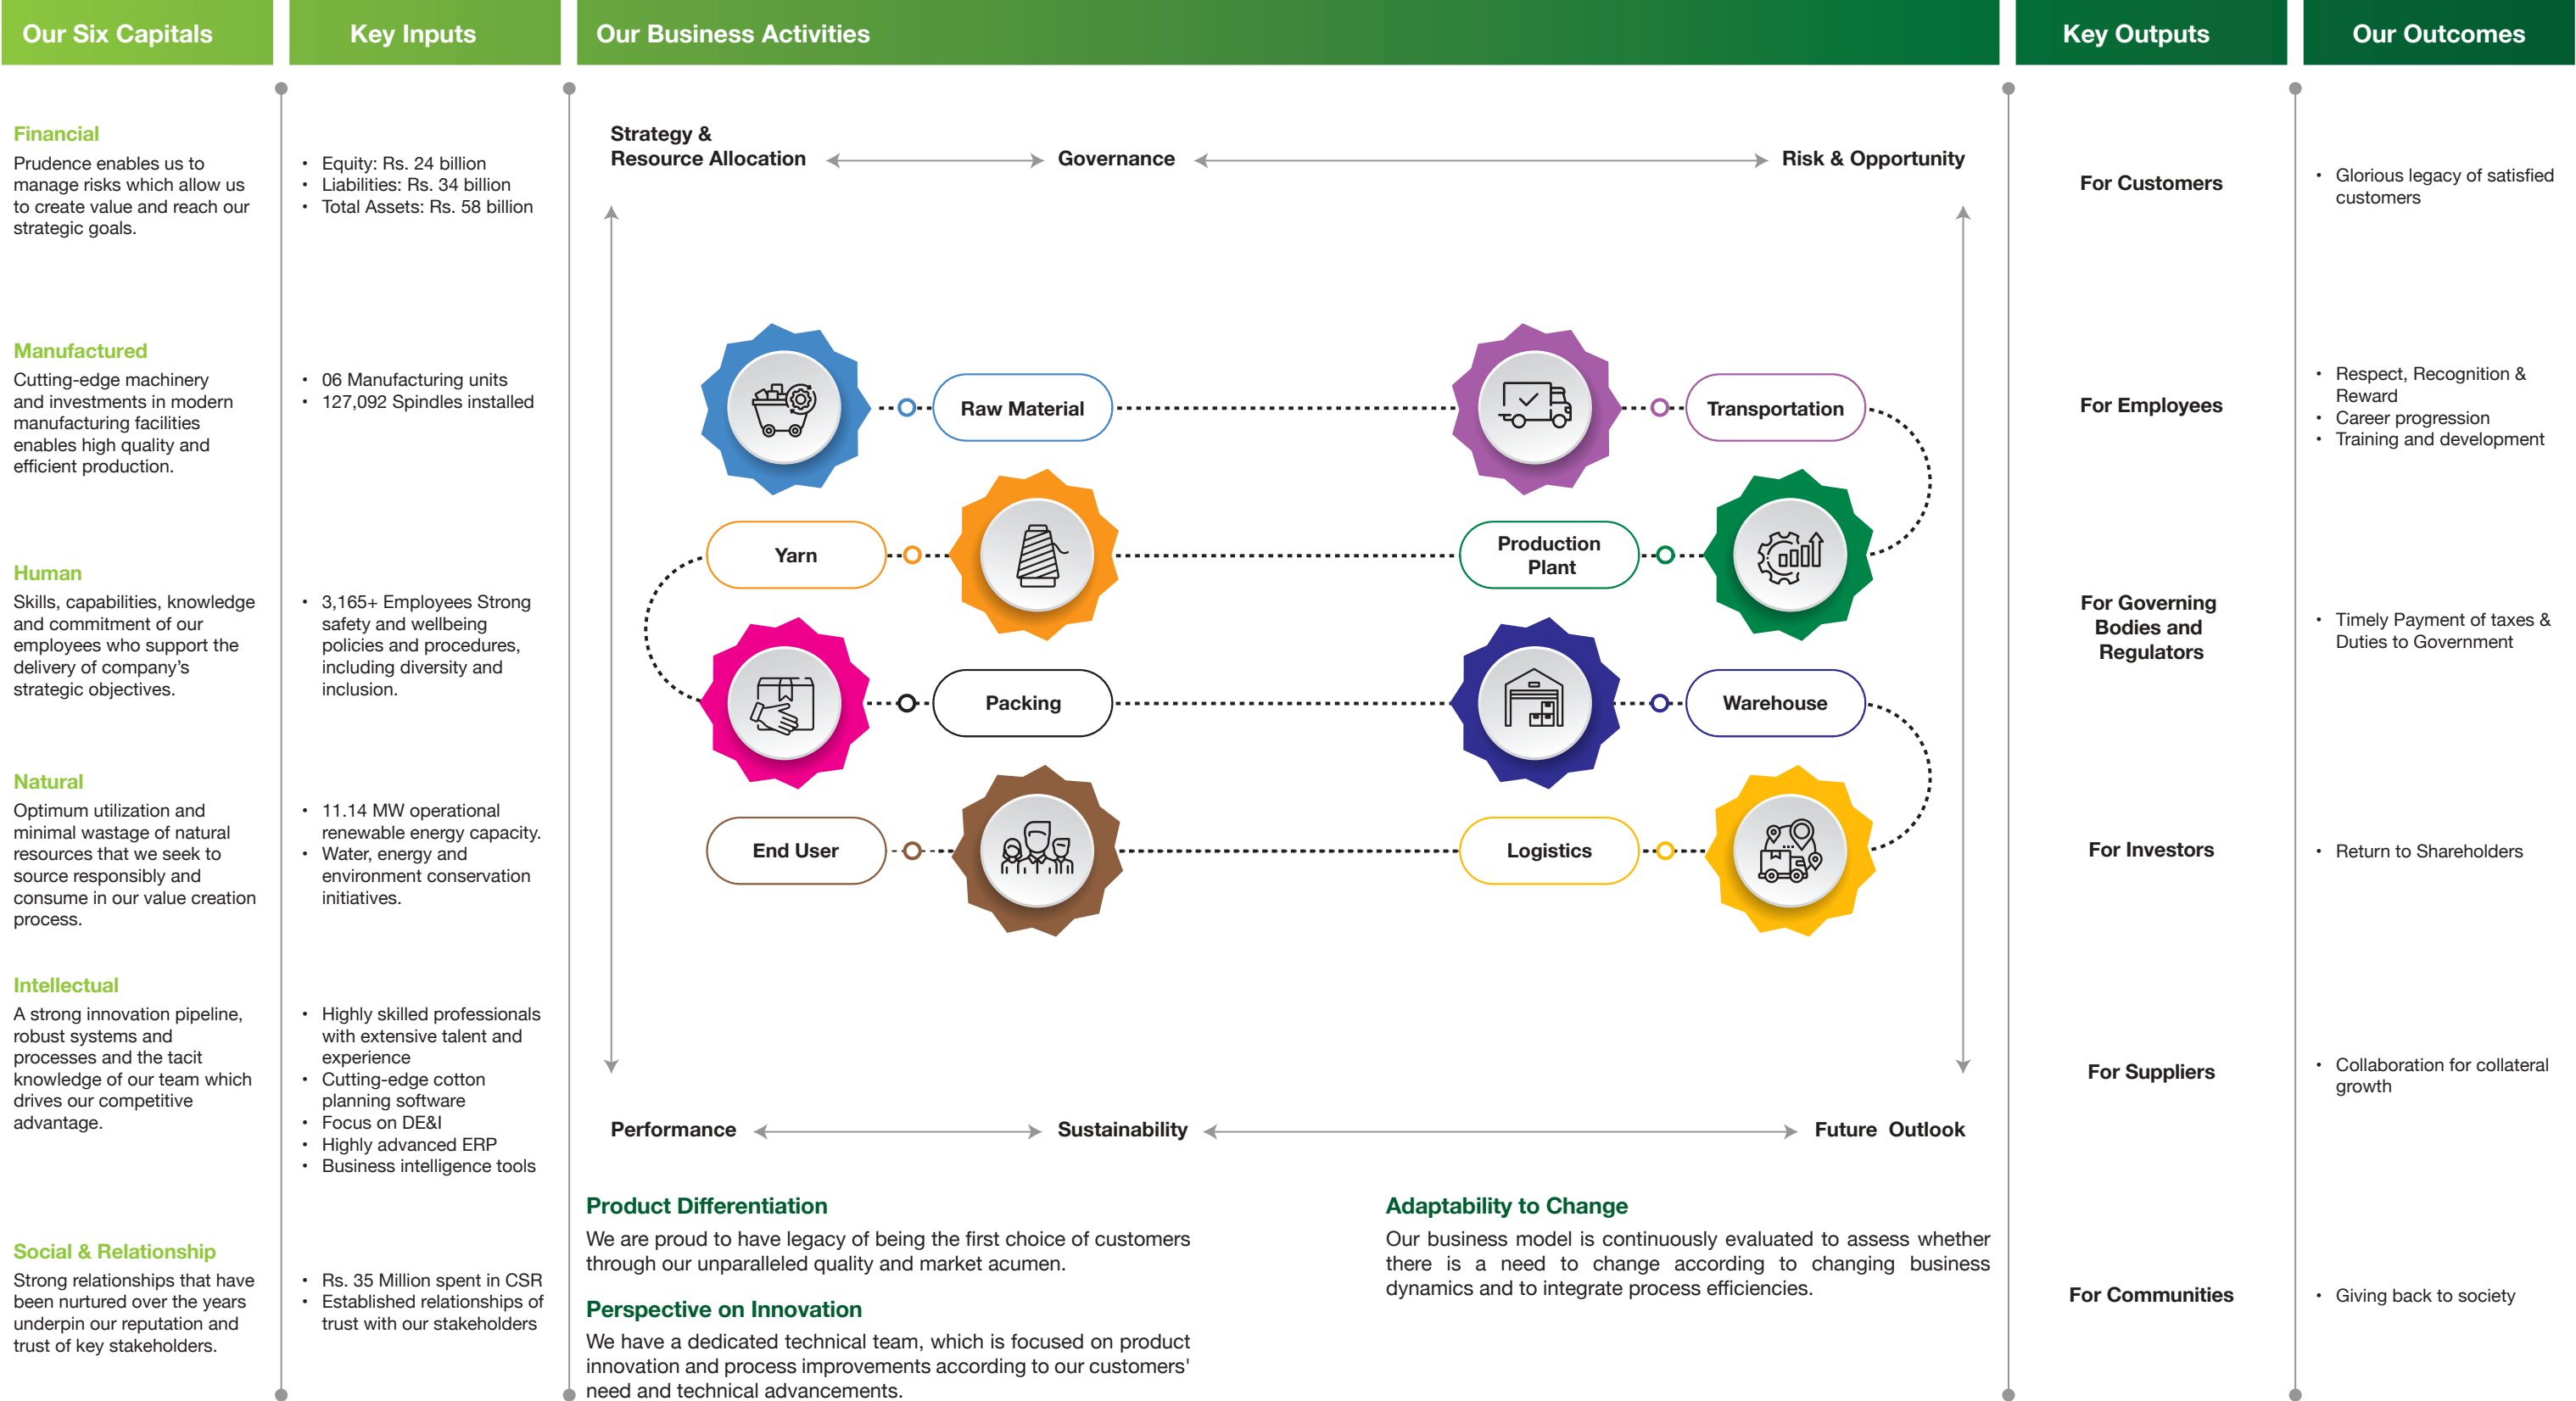 Our Six Capitals
Key Inputs
Our Business Activities
Key Outputs
Our Outcomes
Financial
Prudence enables us to
manage risks which allow us
to create value and reach our
strategic goals.
Manufactured
Cutting-edge machinery
and investments in modern
manufacturing facilities
enables high quality and
efficient production.
Human
Skills, capabilities, knowledge
and commitment of our
employees who support the
delivery of company's
strategic objectives.
Natural
Optimum utilization and
minimal wastage of natural
resources that we seek to
source responsibly and
consume in our value creation
process.
Intellectual
A strong innovation pipeline,
robust systems and
processes and the tacit
knowledge of our team which
drives our competitive
advantage.
Social & Relationship
Strong relationships that have
been nurtured over the years
underpin our reputation and
trust of key stakeholders.
• Equity: Rs. 24 billion
• Liabilities: Rs. 34 billion
• Total Assets: Rs. 58 billion
• 06 Manufacturing units
• 127,092 Spindles installed
• 3,165+ Employees Strong
safety and wellbeing
policies and procedures,
including diversity and
inclusion.
• 11.14 MW operational
renewable energy capacity.
• Water, energy and
environment conservation
initiatives.
• Highly skilled professionals
with extensive talent and
experience
• Cutting-edge cotton
planning software
• Focus on DE&I
• Highly advanced ERP
• Business intelligence tools
• Rs. 35 Million spent in CSR
• Established relationships of
trust with our stakeholders
Strategy &
Resource Allocation
Governance
Risk & Opportunity
Raw Material
Transportation
Yarn
Production
Plant
Packing
Warehouse
End User
Logistics
Performance
Sustainability
Future Outlook
Product Differentiation
We are proud to have legacy of being the first choice of customers
through our unparalleled quality and market acumen.
Perspective on Innovation
We have a dedicated technical team, which is focused on product
innovation and process improvements according to our customers'
need and technical advancements.
Adaptability to Change
Our business model is continuously evaluated to assess whether
there is a need to change according to changing business
dynamics and to integrate process efficiencies.
For Customers
For Employees
For Governing
Bodies and
Regulators
For Investors
For Suppliers
For Communities
• Glorious legacy of satisfied
customers
• Respect, Recognition &
Reward
• Career progression
• Training and development
• Timely Payment of taxes &
Duties to Government
• Return to Shareholders
• Collaboration for collateral
growth
• Giving back to society